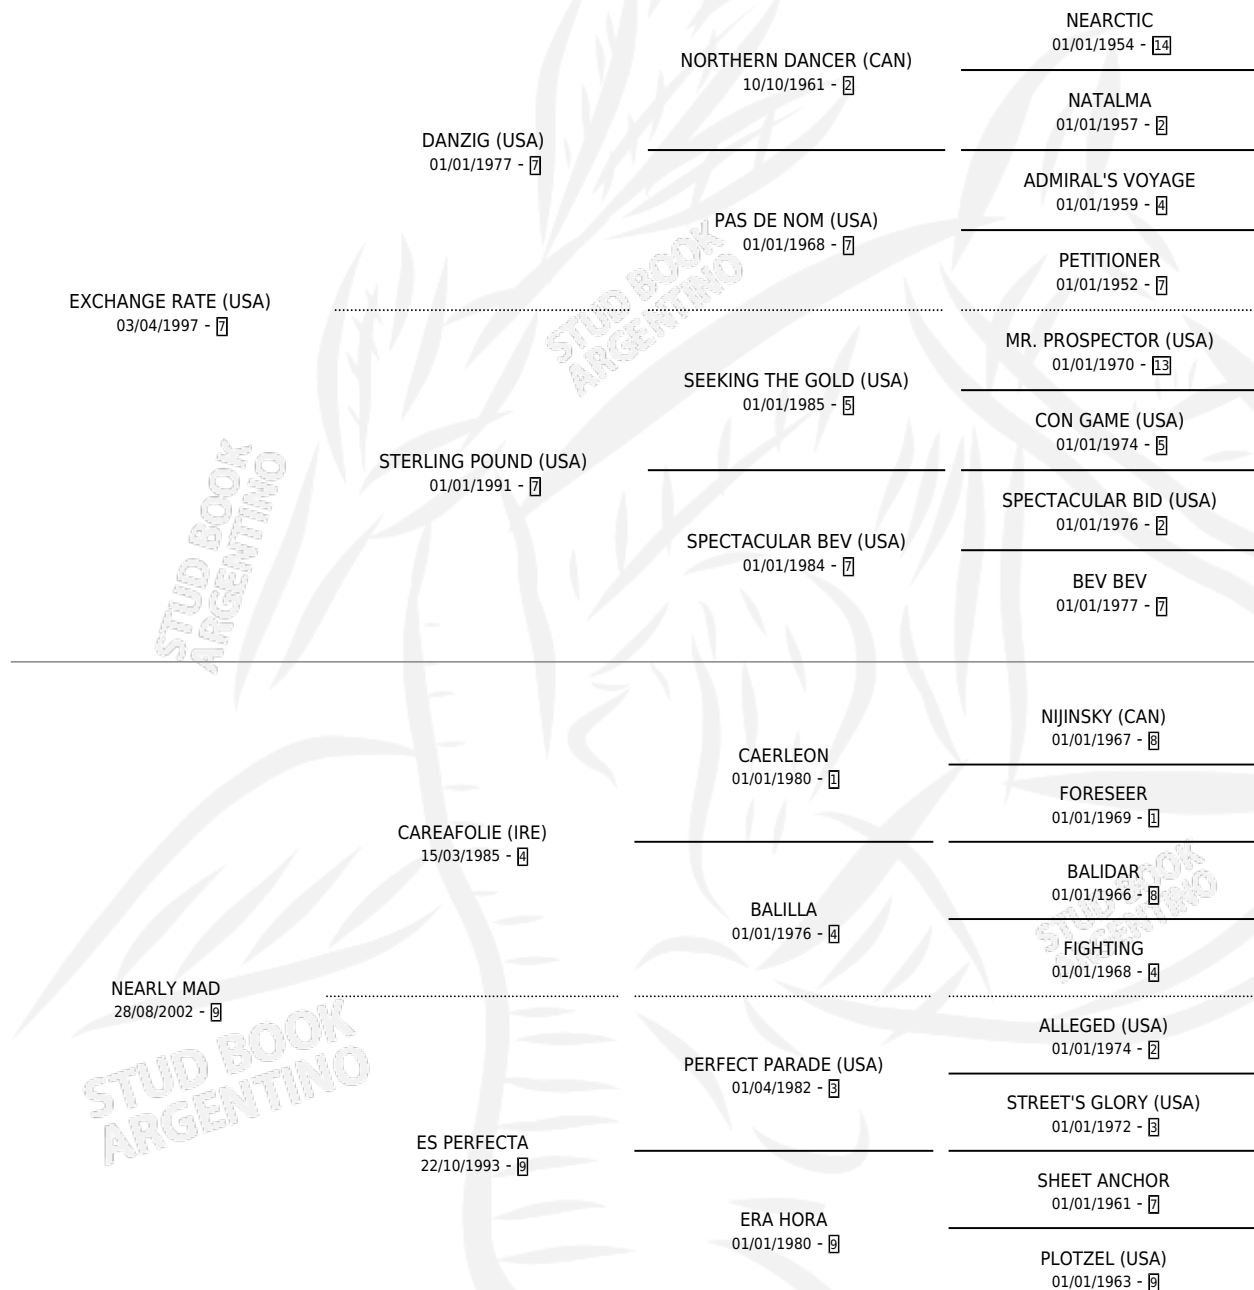 NEARCTIC
01/01/1954 - 14
NORTHERN DANCER (CAN)
10/10/1961 - 2
NATALMA
01/01/1957 - 2
DANZIG (USA)
01/01/1977 - 7
ADMIRAL'S VOYAGE
01/01/1959 - 4
PAS DE NOM (USA)
01/01/1968 - 7
PETITIONER
01/01/1952 - 7
EXCHANGE RATE (USA)
03/04/1997 - 7
MR. PROSPECTOR (USA)
01/01/1970 - 13
SEEKING THE GOLD (USA)
01/01/1985 - 5
CON GAME (USA)
01/01/1974 - 5
STERLING POUND (USA)
01/01/1991 - 7
SPECTACULAR BID (USA)
01/01/1976 - 2
SPECTACULAR BEV (USA)
01/01/1984 - 7
BEV BEV
01/01/1977 - 7
NIJINSKY (CAN)
01/01/1967 - 8
CAERLEON
01/01/1980 - 1
FORESEER
01/01/1969 - 1
CAREAFOLIE (IRE)
15/03/1985 - 4
BALIDAR
01/01/1966 - 8
BALILLA
01/01/1976 - 4
FIGHTING
01/01/1968 - 4
NEARLY MAD
28/08/2002 - 9
ALLEGED (USA)
01/01/1974 - 2
PERFECT PARADE (USA)
01/04/1982 - 3
STREET'S GLORY (USA)
01/01/1972 - 3
ES PERFECTA
22/10/1993 - 9
SHEET ANCHOR
01/01/1961 - 7
ERA HORA
01/01/1980 - 9
PLOTZEL (USA)
01/01/1963 - 9
STUD BOOK
ARGENTINO
STUD BOOK
ARGENTINO
STUD BOOK
ARGENTINO
STUD BOOK
ARGENTINO